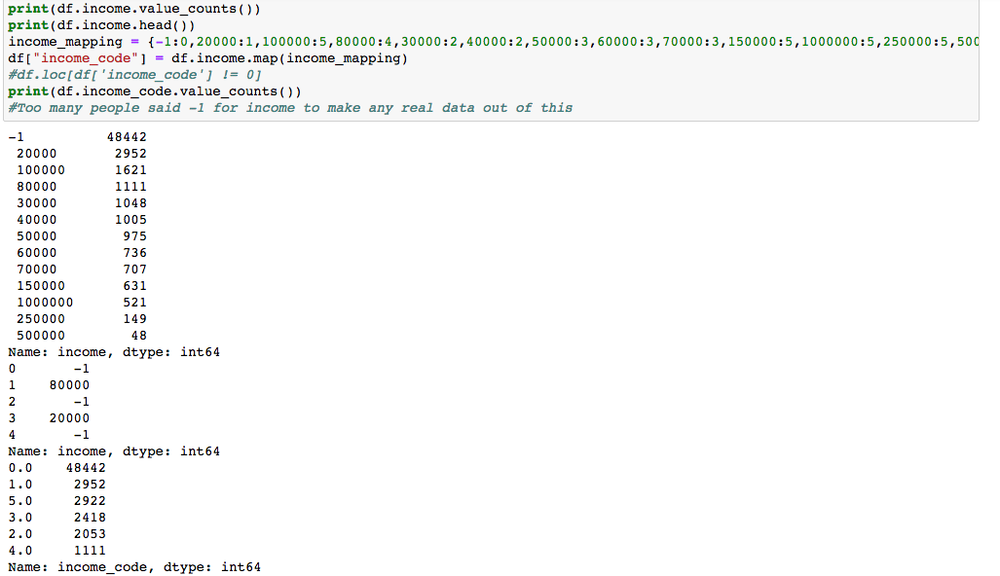 print(df.income.value_counts())
print(df.income.head())
income_mapping = {-1:0,20000:1,100000:5,80000:4,30000:2,40000:2,50000:3,60000:3,70000:3,150000:5,1000000:5,250000:5,500
df["income_code"] = df.income.map(income_mapping)
#df.loc[df['income_code'] != 0]
print(df.income_code.value_counts())
#Too many people said -1 for income to make any real data out of this
-1 48442
20000 2952
100000 1621
80000 1111
30000 1048
40000 1005
50000 975
60000 736
70000 707
150000 631
1000000 521
250000 149
500000 48
Name: income, dtype: int64
0 -1
1 80000
2 -1
3 20000
4 -1
Name: income, dtype: int64
0.0 48442
1.0 2952
5.0 2922
3.0 2418
2.0 2053
4.0 1111
Name: income_code, dtype: int64